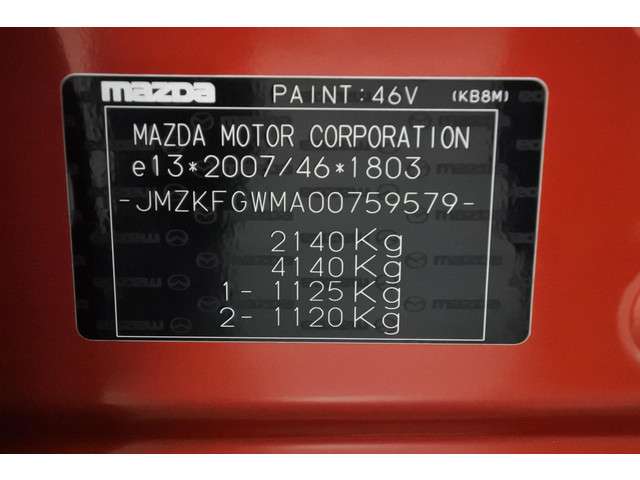 mazda PAINT:46V (KB8M)
MAZDA MOTOR CORPORATION
e13*2007/46*1803
-JMZKFGWMA00759579-
2140Kg
4140Kg
1- 1125Kg
2- 1120Kg